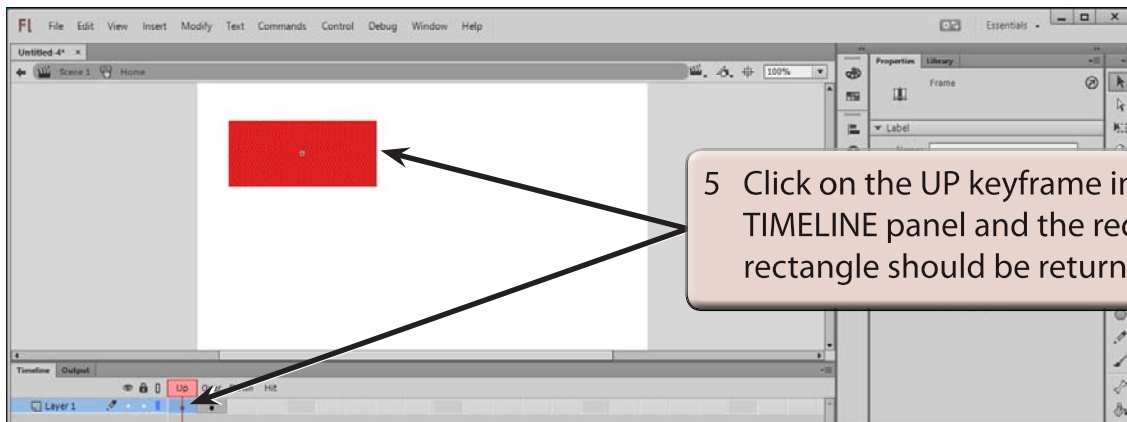 Fl File Edit View Insert Modify Text Commands Control Debug Window Help Essentials
Untitled-4* ×
Scene 1 Home 100%
Properties Library
Frame
Label
5 Click on the UP keyframe in
TIMELINE panel and the red
rectangle should be return
Timeline Output
Up Hit
Layer 1